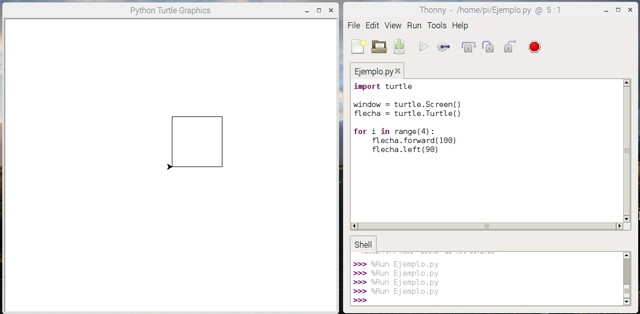 Python Turtle Graphics
Thonny - /home/pi/Ejemplo.py @ 5:1
File Edit View Run Tools Help
Ejemplo.py
import turtle
window = turtle.Screen()
flecha = turtle.Turtle()
for i in range(4):
flecha.forward(100)
flecha.left(90)
Shell
>>> %Run Ejemplo.py
>>> %Run Ejemplo.py
>>> %Run Ejemplo.py
>>> %Run Ejemplo.py
>>>